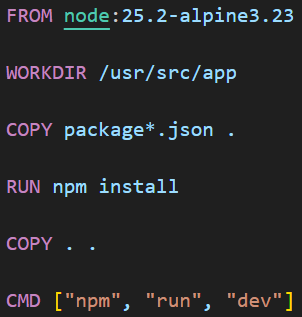 FROM node:25.2-alpine3.23
WORKDIR /usr/src/app
COPY package*.json .
RUN npm install
COPY . .
CMD ["npm", "run", "dev"]